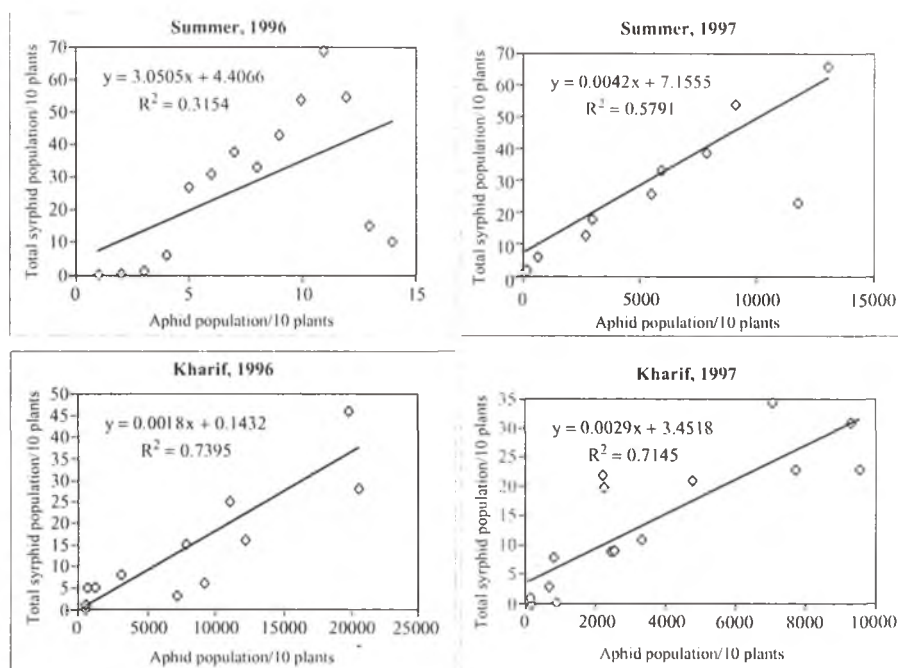 Summer, 1996
y = 3.0505x + 4.4066
R² = 0.3154
Total syrphid population/10 plants
70
60
50
40
30
20
10
0
0 5 10 15
Aphid population/10 plants
Summer, 1997
y = 0.0042x + 7.1555
R² = 0.5791
Total syrphid population/10 plants
70
60
50
40
30
20
10
0
0 5000 10000 15000
Aphid population/10 plants
Kharif, 1996
y = 0.0018x + 0.1432
R² = 0.7395
Total syrphid population/10 plants
50
45
40
35
30
25
20
15
10
5
0
0 5000 10000 15000 20000 25000
Aphid population/10 plants
Kharif, 1997
y = 0.0029x + 3.4518
R² = 0.7145
Total syrphid population/10 plants
35
30
25
20
15
10
5
0
0 2000 4000 6000 8000 10000
Aphid population/10 plants